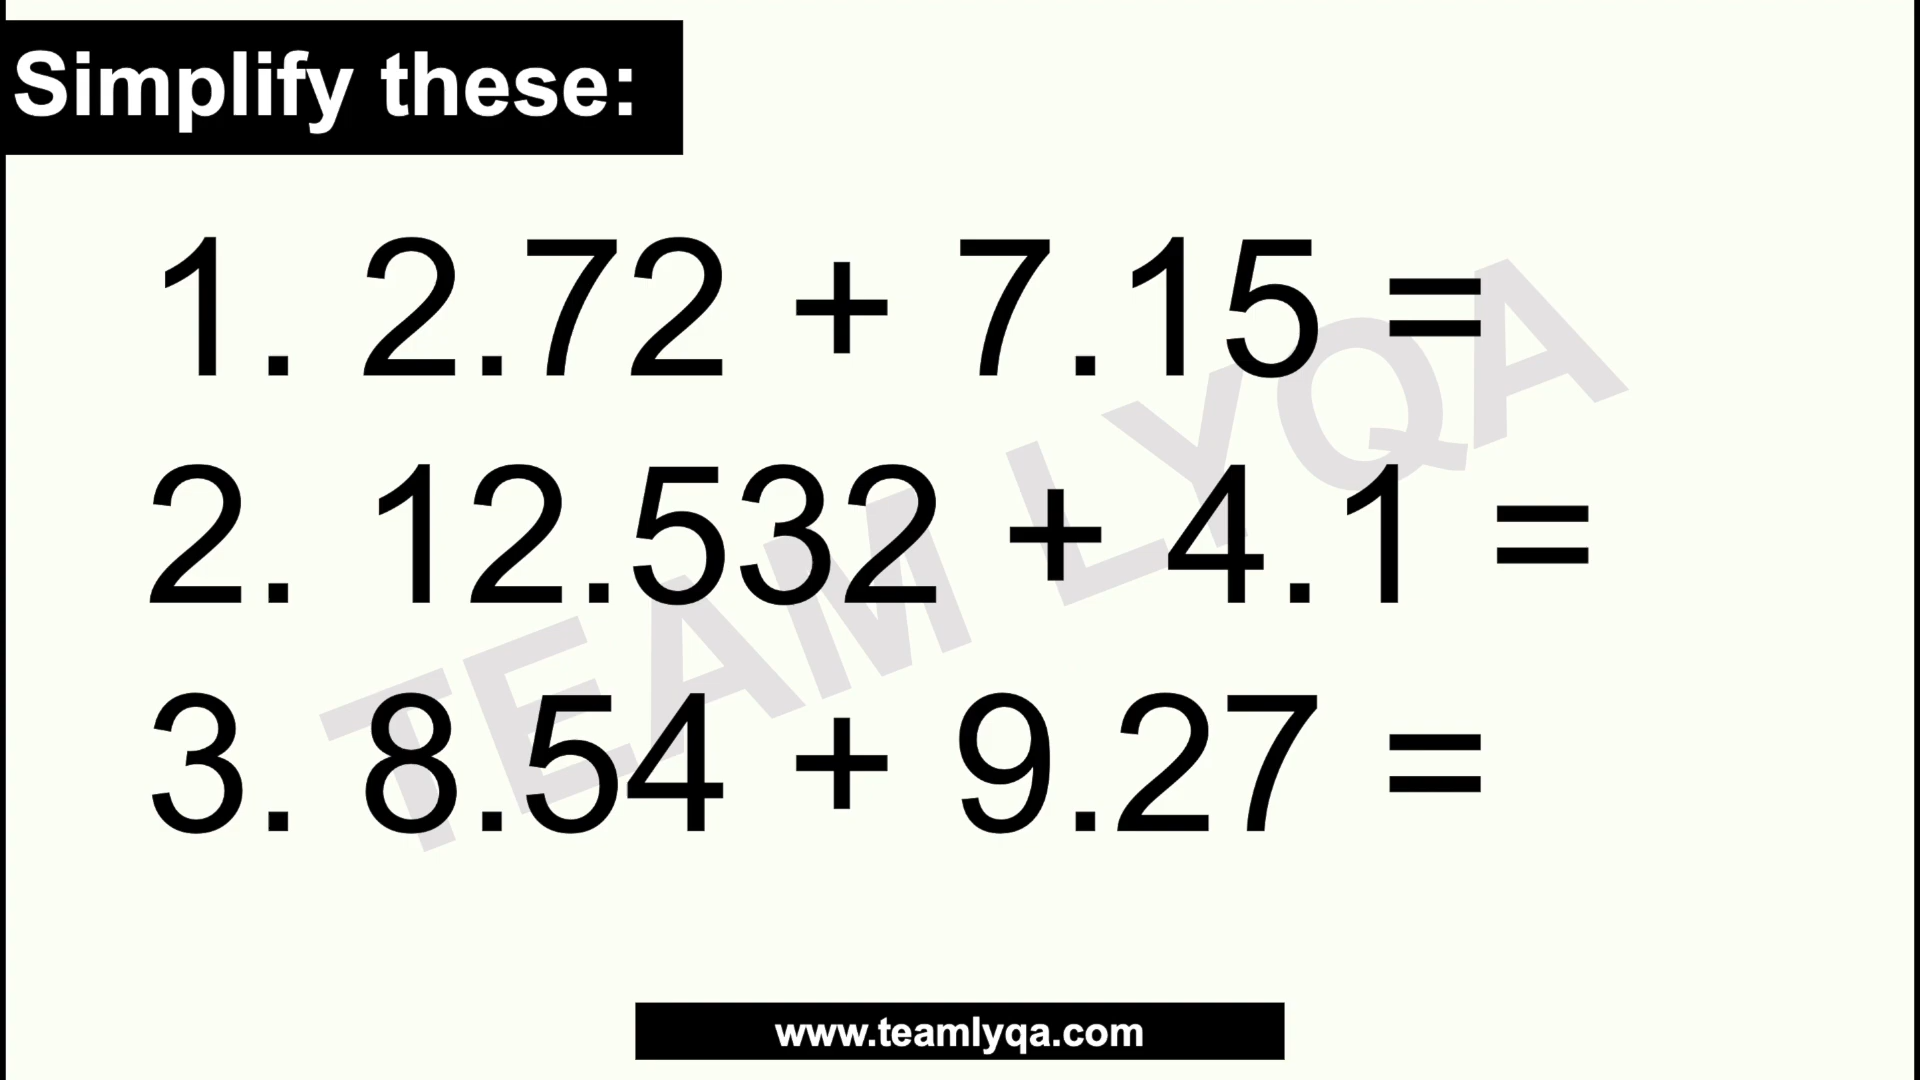 Simplify these:
1. 2.72 + 7.15 =
2. 12.532 + 4.1 =
3. 8.54 + 9.27 =
TEAM LYQA
www.teamlyqa.com